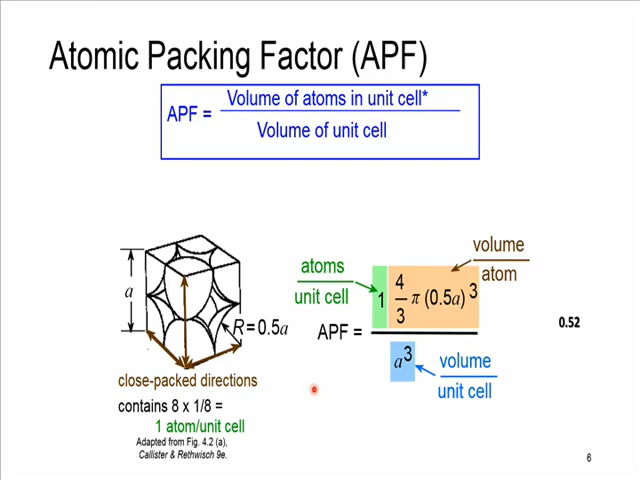 Atomic Packing Factor (APF)
APF = Volume of atoms in unit cell*
Volume of unit cell
a
R = 0.5a
close-packed directions
contains 8 x 1/8 =
1 atom/unit cell
Adapted from Fig. 4.2 (a),
Callister & Rethwisch 9e.
atoms
unit cell
volume
atom
APF =
1 4/3 π (0.5a) 3
a 3
volume
unit cell
0.52
6